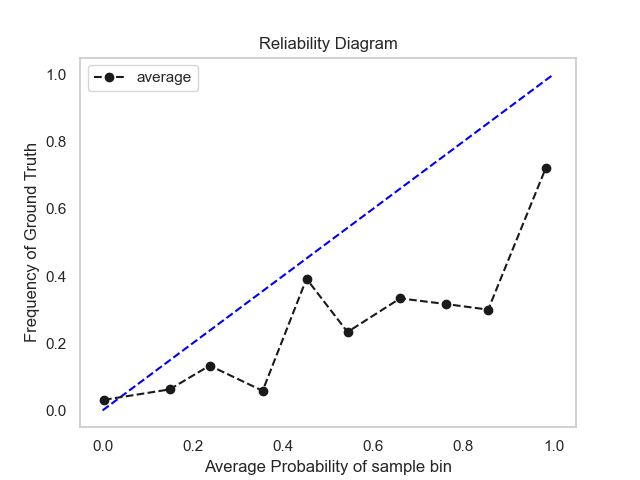 Reliability Diagram
average
Frequency of Ground Truth
1.0
0.8
0.6
0.4
0.2
0.0
0.0 0.2 0.4 0.6 0.8 1.0
Average Probability of sample bin